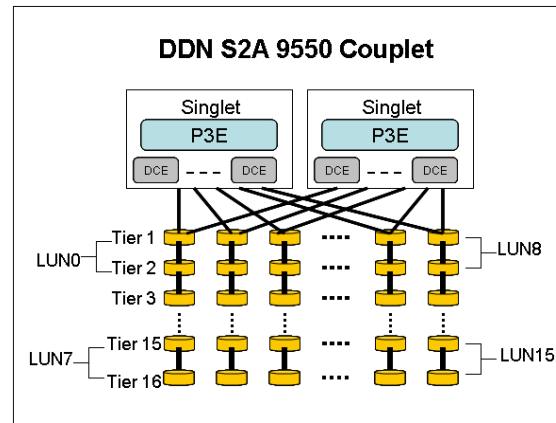 DDN S2A 9550 Couplet
Singlet Singlet
P3E P3E
DCE DCE DCE DCE
Tier 1
LUN0 LUN8
Tier 2
Tier 3
Tier 15
LUN7 LUN15
Tier 16